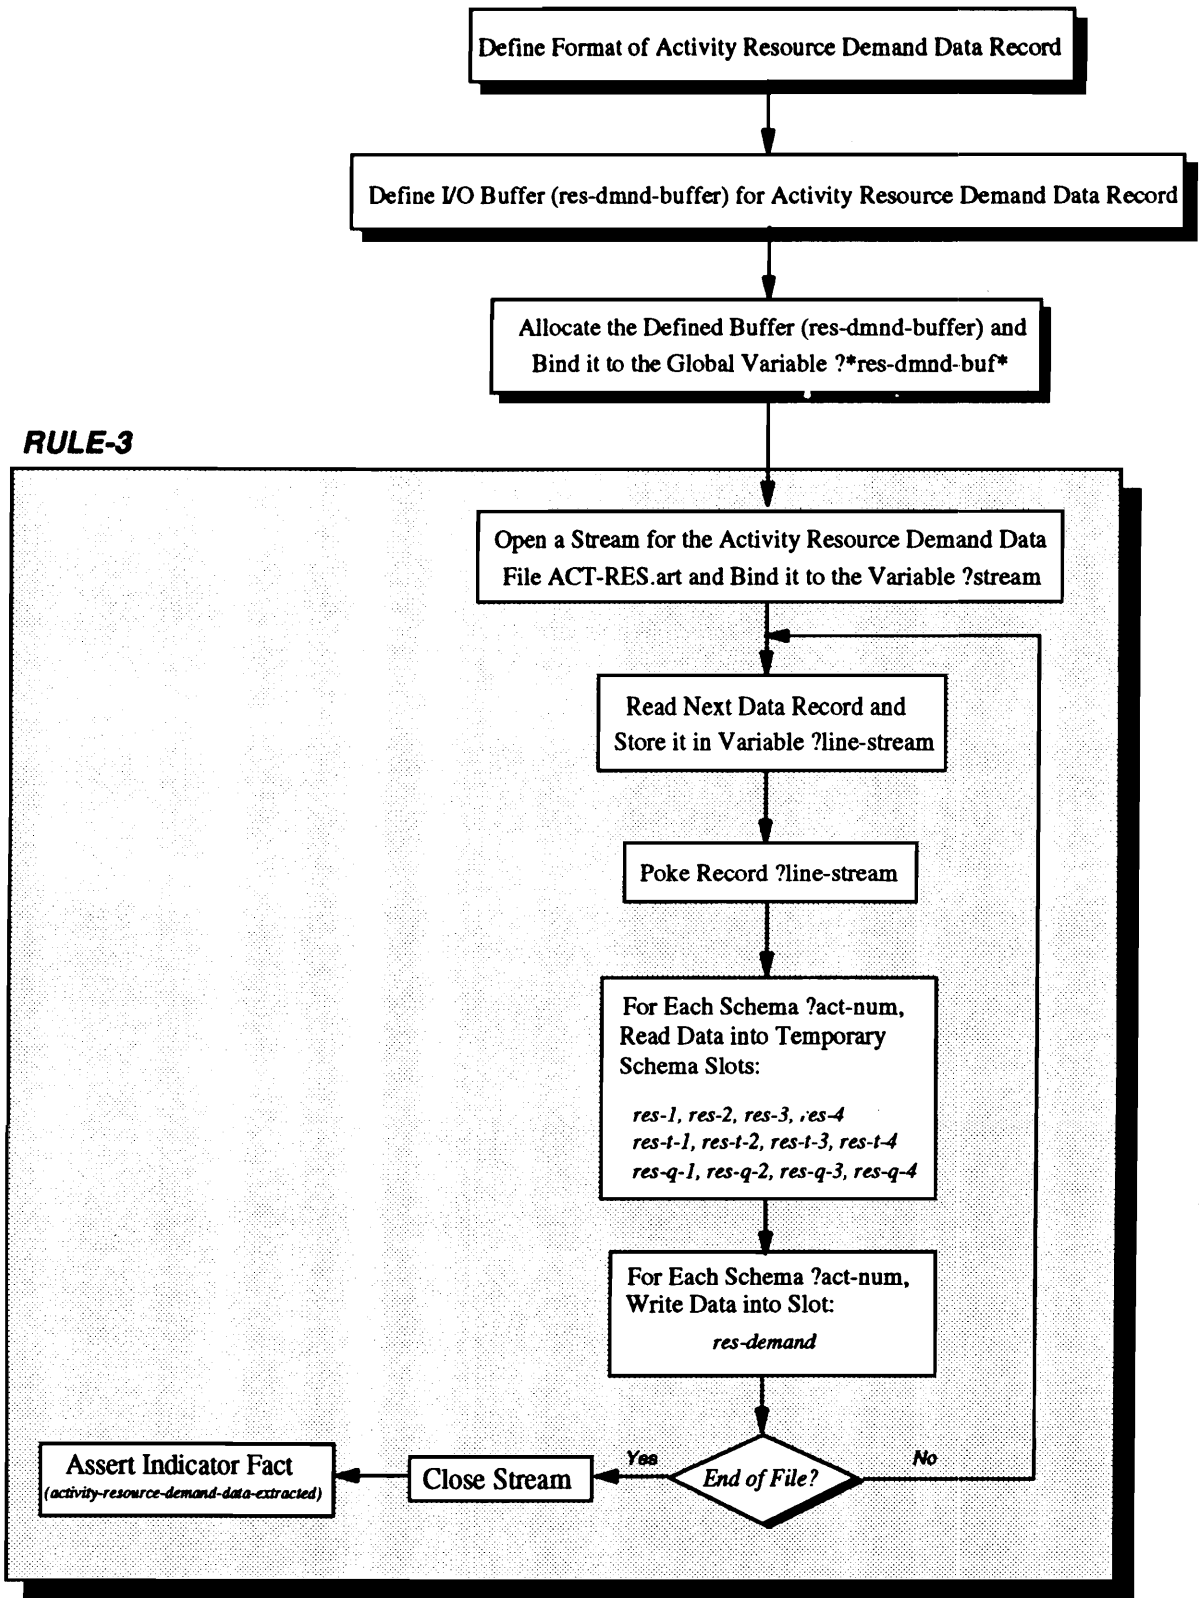 Define Format of Activity Resource Demand Data Record
Define I/O Buffer (res-dmnd-buffer) for Activity Resource Demand Data Record
Allocate the Defined Buffer (res-dmnd-buffer) and
Bind it to the Global Variable ?*res-dmnd-buf*
RULE-3
Open a Stream for the Activity Resource Demand Data
File ACT-RES.art and Bind it to the Variable ?stream
Read Next Data Record and
Store it in Variable ?line-stream
Poke Record ?line-stream
For Each Schema ?act-num,
Read Data into Temporary
Schema Slots:
res-1, res-2, res-3, res-4
res-t-1, res-t-2, res-t-3, res-t-4
res-q-1, res-q-2, res-q-3, res-q-4
For Each Schema ?act-num,
Write Data into Slot:
res-demand
End of File?
Yes
No
Close Stream
Assert Indicator Fact
(activity-resource-demand-data-extracted)